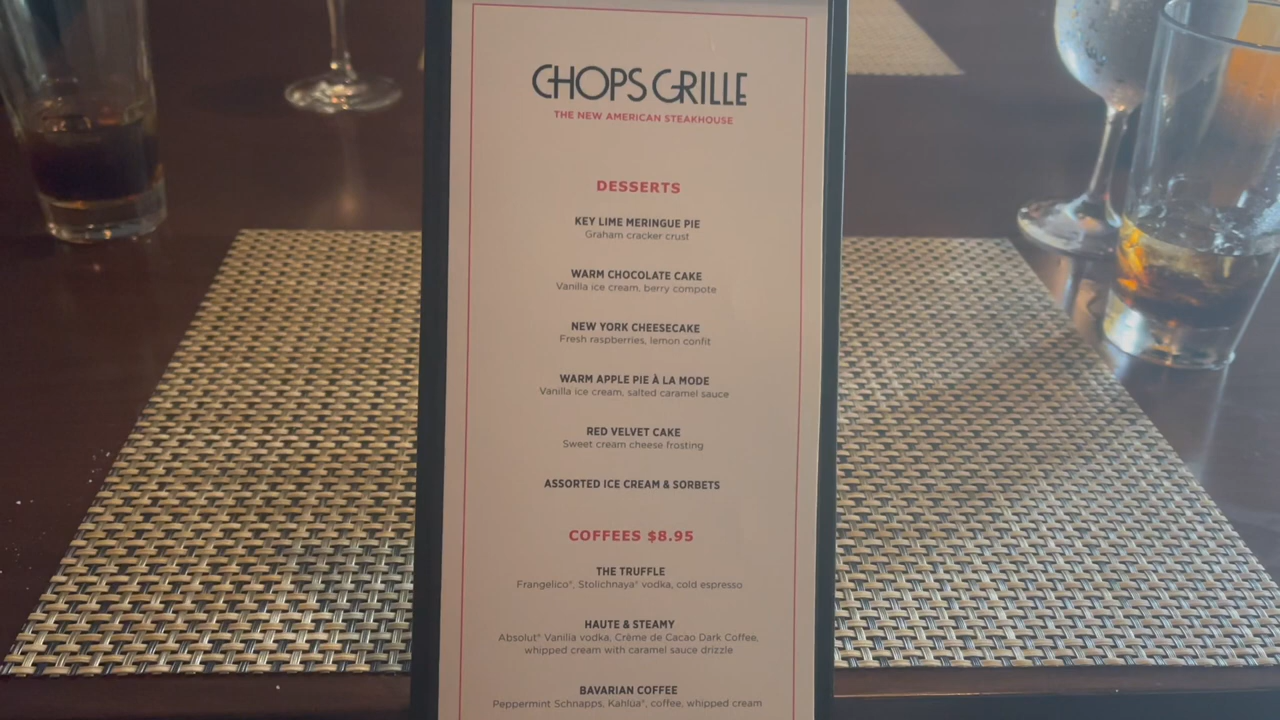 CHOPS GRILLE
THE NEW AMERICAN STEAKHOUSE
DESSERTS
KEY LIME MERINGUE PIE
Graham cracker crust
WARM CHOCOLATE CAKE
Vanilla ice cream, berry compote
NEW YORK CHEESECAKE
Fresh raspberries, lemon confit
WARM APPLE PIE À LA MODE
Vanilla ice cream, salted caramel sauce
RED VELVET CAKE
Sweet cream cheese frosting
ASSORTED ICE CREAM & SORBETS
COFFEES $8.95
THE TRUFFLE
Frangelico®, Stolichnaya® vodka, cold espresso
HAUTE & STEAMY
Absolut® Vanilia vodka, Crème de Cacao Dark Coffee,
whipped cream with caramel sauce drizzle
BAVARIAN COFFEE
Peppermint Schnapps, Kahlua®, coffee, whipped cream